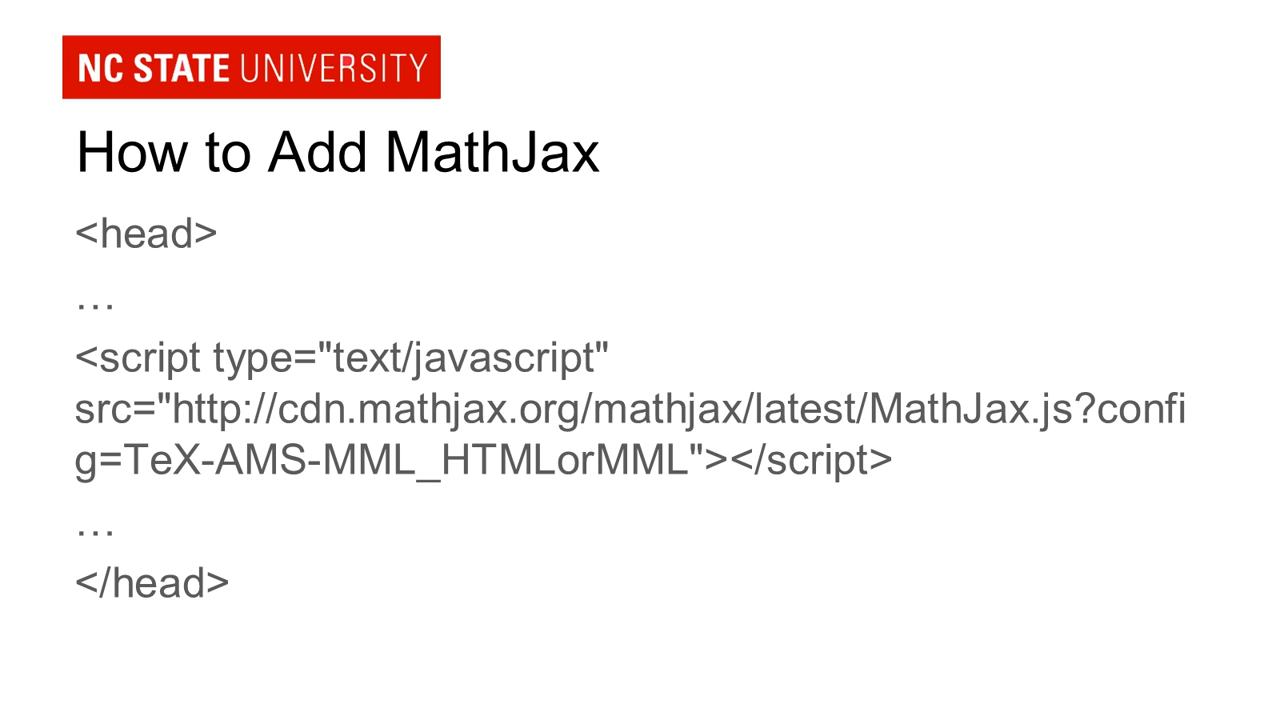 NC STATE UNIVERSITY
How to Add MathJax
<head>
…
<script type="text/javascript"
src="http://cdn.mathjax.org/mathjax/latest/MathJax.js?confi
g=TeX-AMS-MML_HTMLorMML"></script>
…
</head>